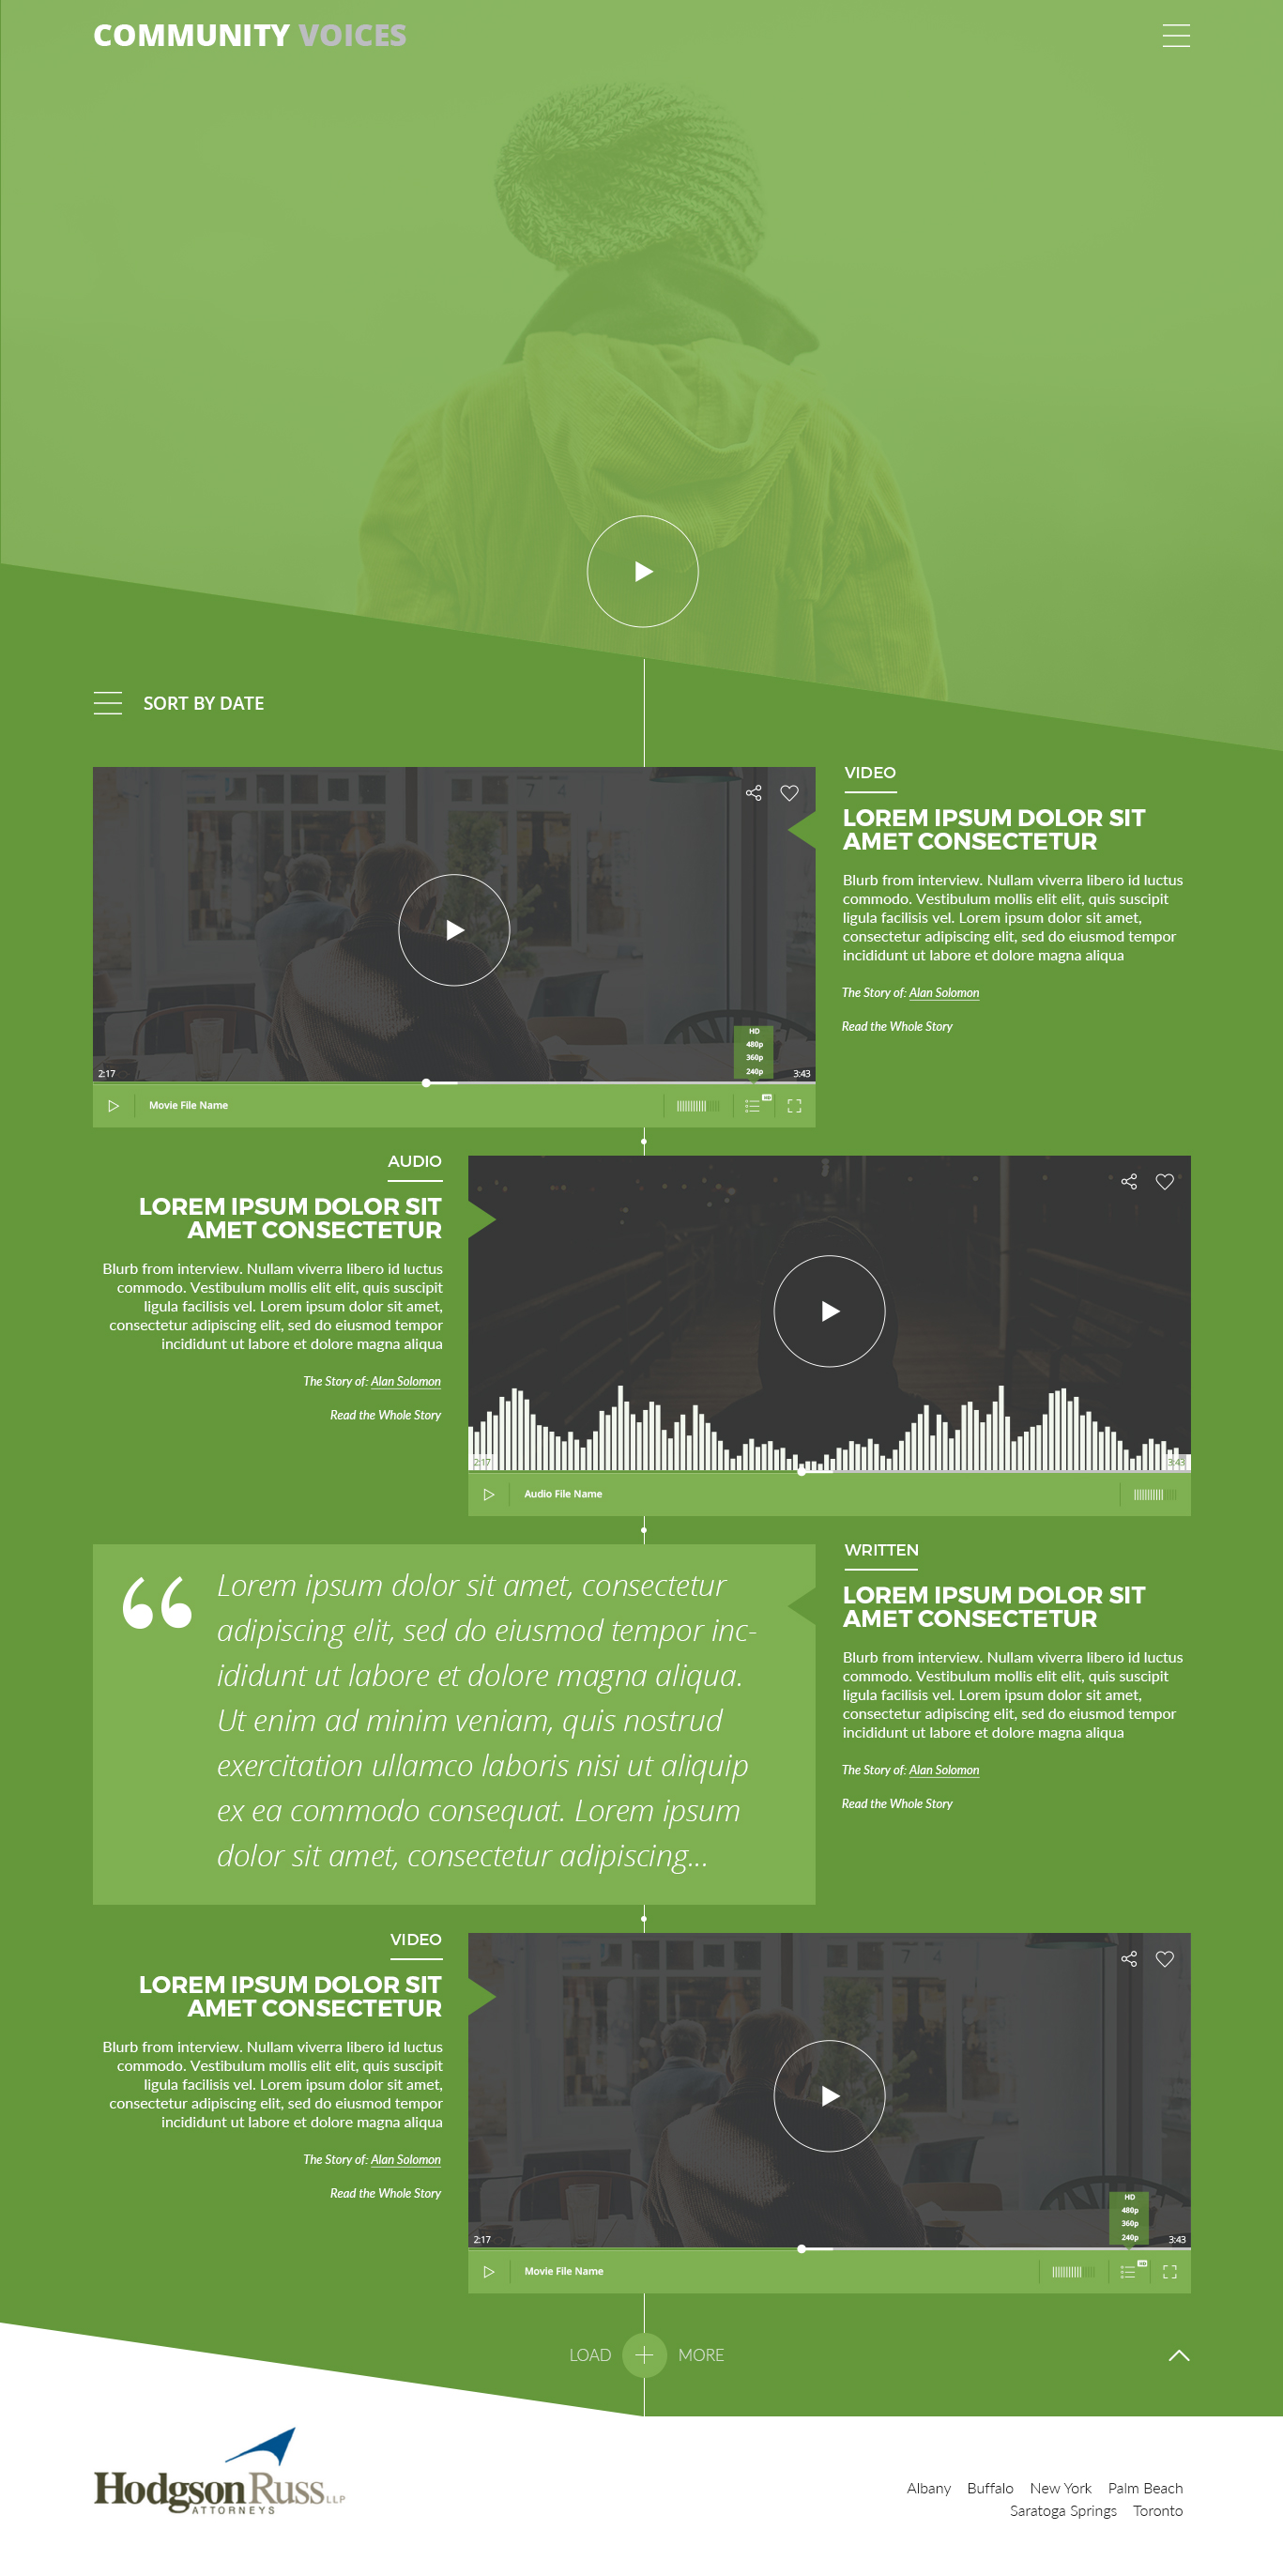 COMMUNITY VOICES
SORT BY DATE
VIDEO
LOREM IPSUM DOLOR SIT
AMET CONSECTETUR
Blurb from interview. Nullam viverra libero id luctus
commodo. Vestibulum mollis elit elit, quis suscipit
ligula facilisis vel. Lorem ipsum dolor sit amet,
consectetur adipiscing elit, sed do eiusmod tempor
incididunt ut labore et dolore magna aliqua
The Story of: Alan Solomon
Read the Whole Story
7 4
HD
480p
360p
240p
2:17
3:43
Movie File Name
HD
AUDIO
LOREM IPSUM DOLOR SIT
AMET CONSECTETUR
Blurb from interview. Nullam viverra libero id luctus
commodo. Vestibulum mollis elit elit, quis suscipit
ligula facilisis vel. Lorem ipsum dolor sit amet,
consectetur adipiscing elit, sed do eiusmod tempor
incididunt ut labore et dolore magna aliqua
The Story of: Alan Solomon
Read the Whole Story
2:17
3:43
Audio File Name
“
Lorem ipsum dolor sit amet, consectetur
adipiscing elit, sed do eiusmod tempor inc-
ididunt ut labore et dolore magna aliqua.
Ut enim ad minim veniam, quis nostrud
exercitation ullamco laboris nisi ut aliquip
ex ea commodo consequat. Lorem ipsum
dolor sit amet, consectetur adipiscing...
WRITTEN
LOREM IPSUM DOLOR SIT
AMET CONSECTETUR
Blurb from interview. Nullam viverra libero id luctus
commodo. Vestibulum mollis elit elit, quis suscipit
ligula facilisis vel. Lorem ipsum dolor sit amet,
consectetur adipiscing elit, sed do eiusmod tempor
incididunt ut labore et dolore magna aliqua
The Story of: Alan Solomon
Read the Whole Story
VIDEO
LOREM IPSUM DOLOR SIT
AMET CONSECTETUR
Blurb from interview. Nullam viverra libero id luctus
commodo. Vestibulum mollis elit elit, quis suscipit
ligula facilisis vel. Lorem ipsum dolor sit amet,
consectetur adipiscing elit, sed do eiusmod tempor
incididunt ut labore et dolore magna aliqua
The Story of: Alan Solomon
Read the Whole Story
7 4
HD
480p
360p
240p
2:17
3:43
Movie File Name
HD
LOAD + MORE
HodgsonRuss LLP
ATTORNEYS
Albany Buffalo New York Palm Beach
Saratoga Springs Toronto